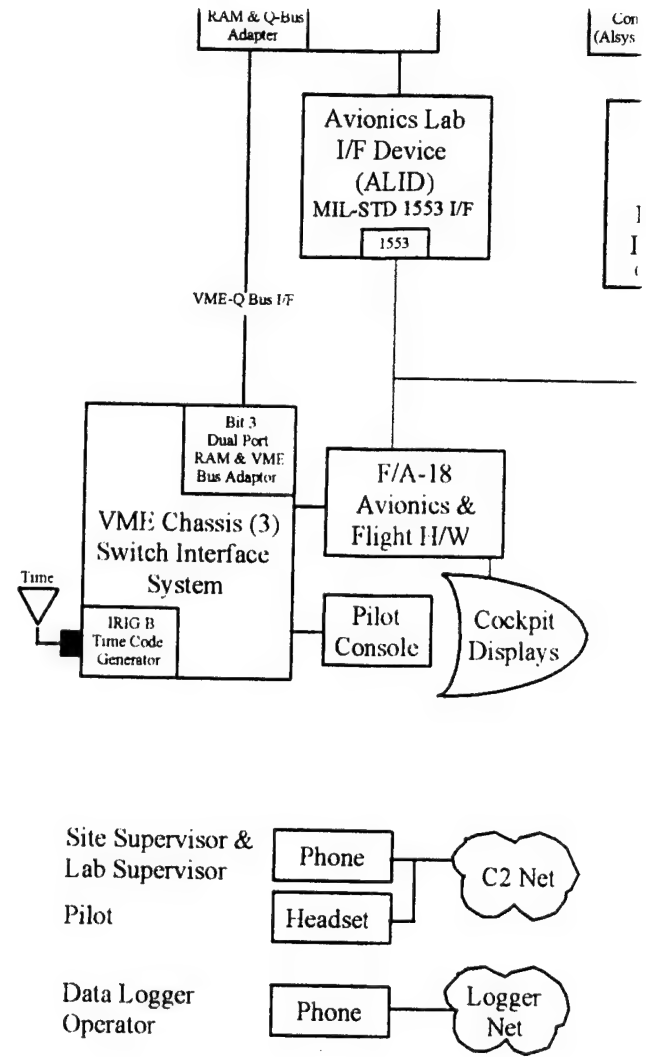 RAM & Q-Bus
Adapter
Con
(Alsys
Avionics Lab
I/F Device
(ALID)
MIL-STD 1553 I/F
1553
VME-Q Bus I/F
Bit 3
Dual Port
RAM & VME
Bus Adaptor
VME Chassis (3)
Switch Interface
System
F/A-18
Avionics &
Flight H/W
Time
IRIG B
Time Code
Generator
Pilot
Console
Cockpit
Displays
Site Supervisor &
Lab Supervisor
Phone
C2 Net
Pilot
Headset
Data Logger
Operator
Phone
Logger
Net